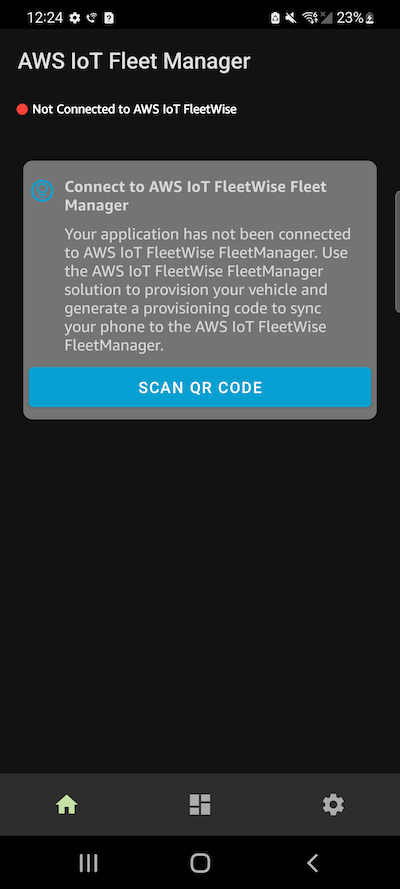 12:24 23%
AWS IoT Fleet Manager
Not Connected to AWS IoT FleetWise
Connect to AWS IoT FleetWise Fleet
Manager
Your application has not been connected
to AWS IoT FleetWise FleetManager. Use
the AWS IoT FleetWise FleetManager
solution to provision your vehicle and
generate a provisioning code to sync
your phone to the AWS IoT FleetWise
FleetManager.
SCAN QR CODE